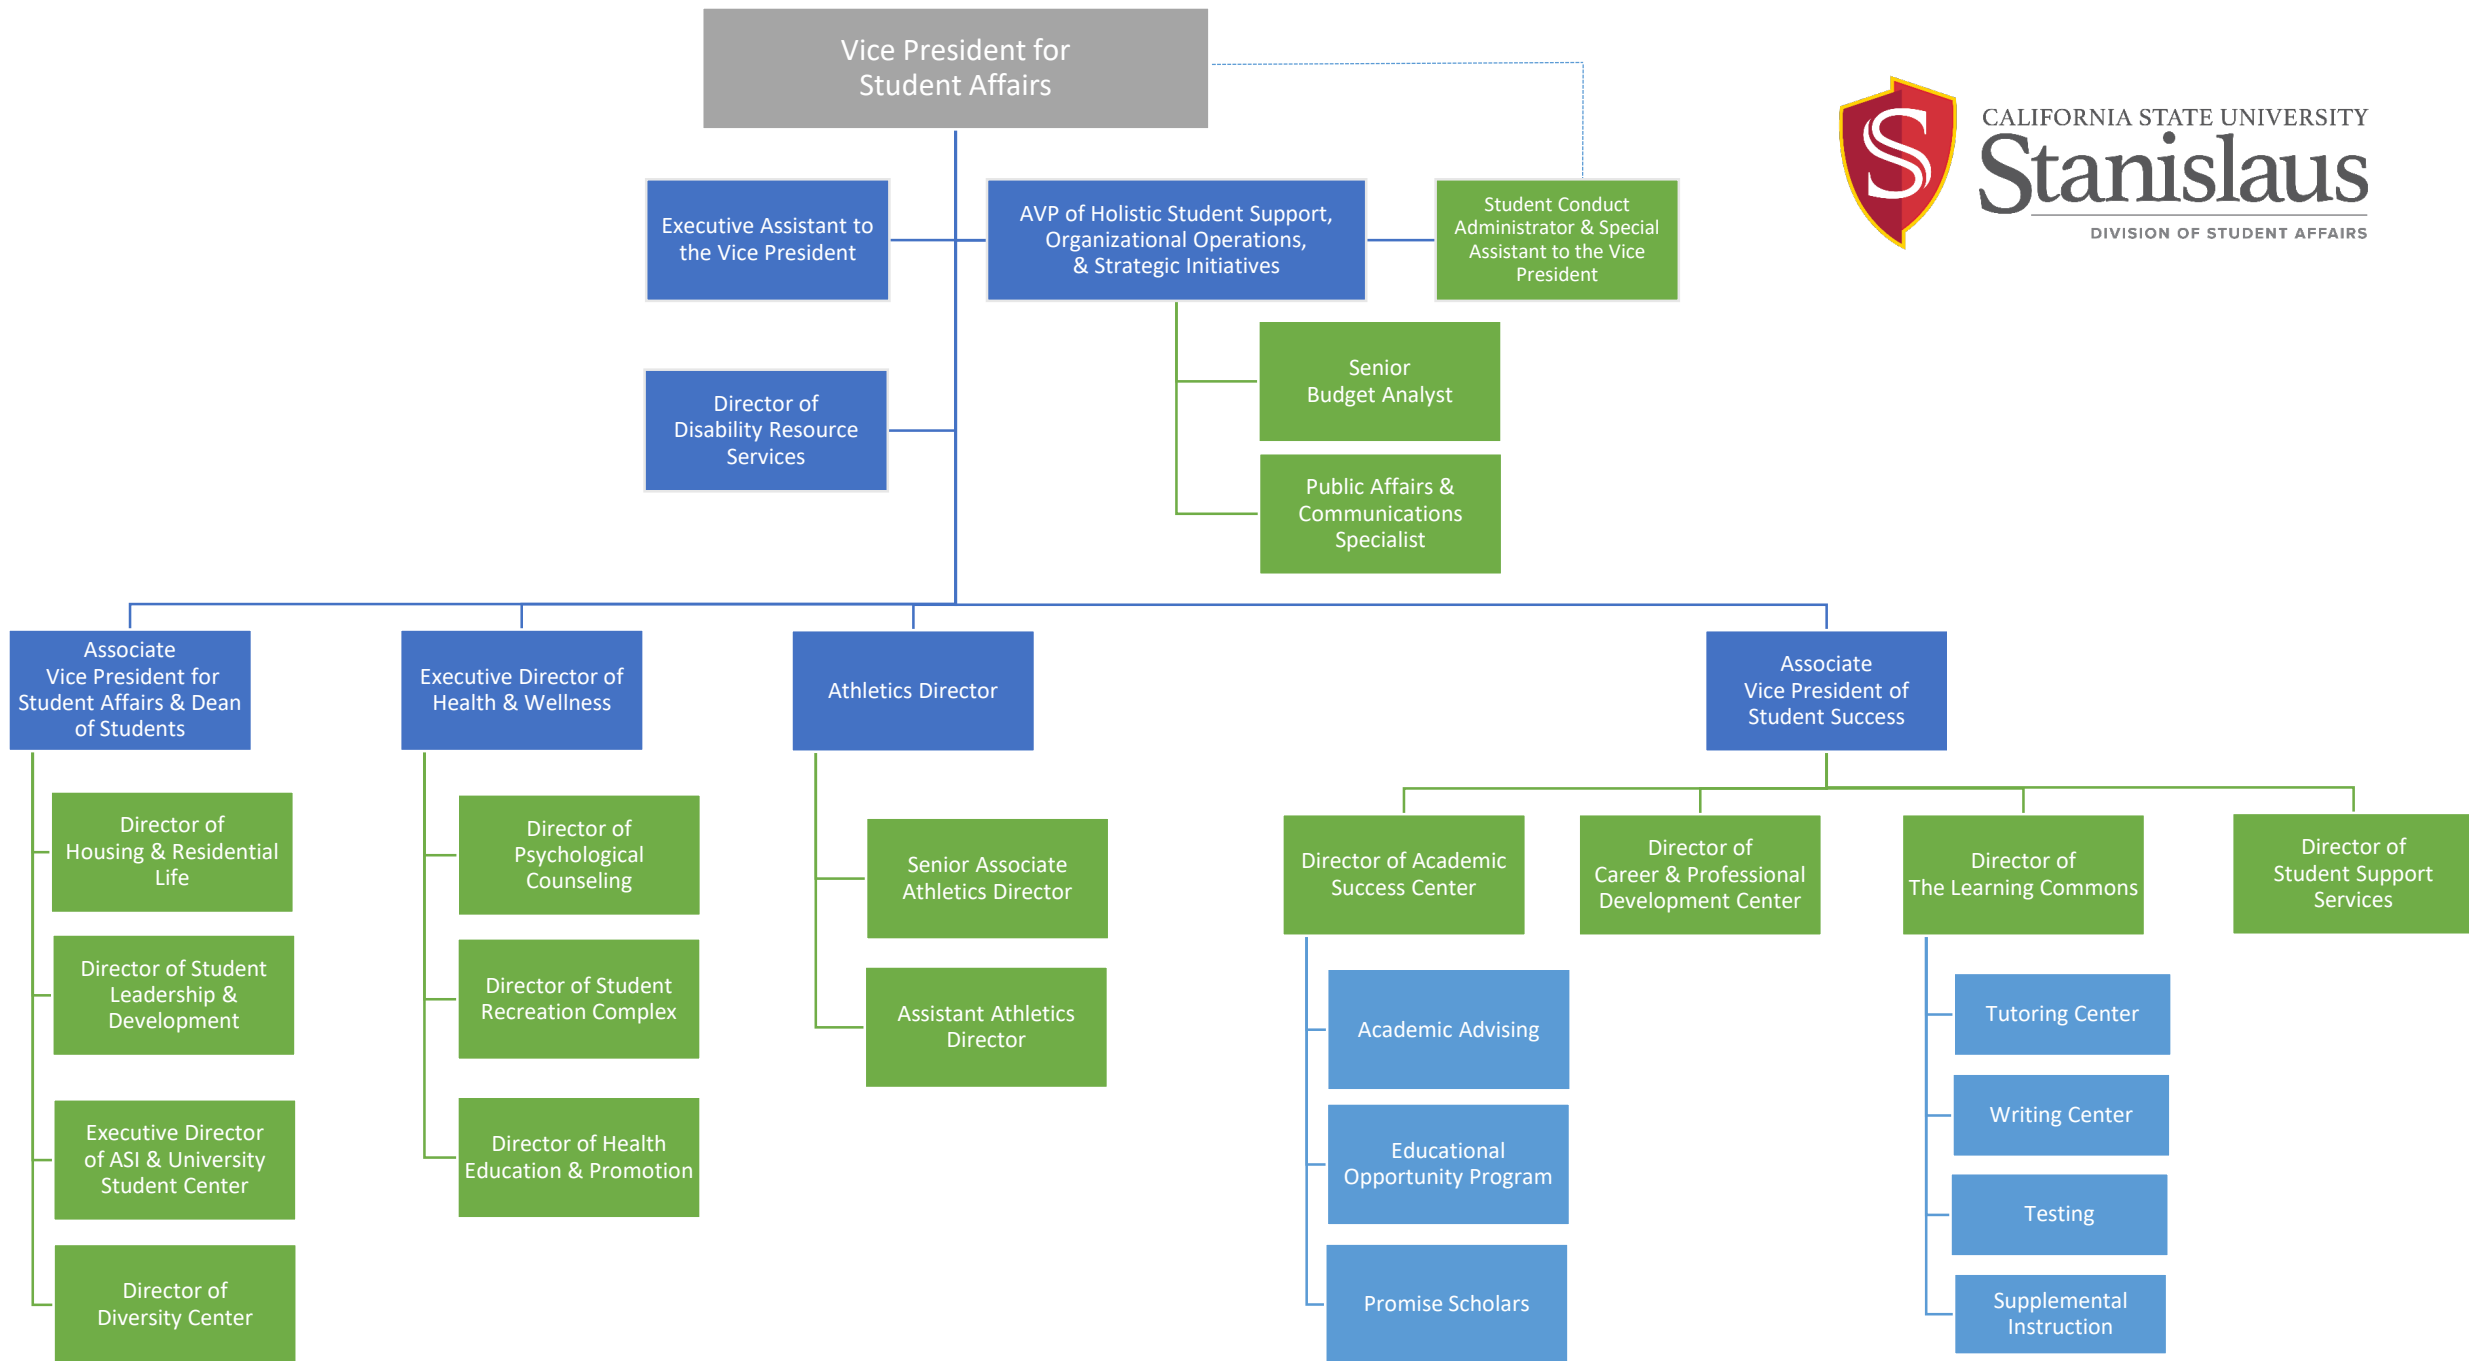 Vice President for
Student Affairs
S
CALIFORNIA STATE UNIVERSITY
Stanislaus
DIVISION OF STUDENT AFFAIRS
Executive Assistant to
the Vice President
AVP of Holistic Student Support,
Organizational Operations,
& Strategic Initiatives
Student Conduct
Administrator & Special
Assistant to the Vice
President
Director of
Disability Resource
Services
Senior
Budget Analyst
Public Affairs &
Communications
Specialist
Associate
Vice President for
Student Affairs & Dean
of Students
Executive Director of
Health & Wellness
Athletics Director
Associate
Vice President of
Student Success
Director of
Housing & Residential
Life
Director of Student
Leadership &
Development
Executive Director
of ASI & University
Student Center
Director of
Diversity Center
Director of
Psychological
Counseling
Director of Student
Recreation Complex
Director of Health
Education & Promotion
Senior Associate
Athletics Director
Assistant Athletics
Director
Director of Academic
Success Center
Academic Advising
Educational
Opportunity Program
Promise Scholars
Director of
Career & Professional
Development Center
Director of
The Learning Commons
Tutoring Center
Writing Center
Testing
Supplemental
Instruction
Director of
Student Support
Services